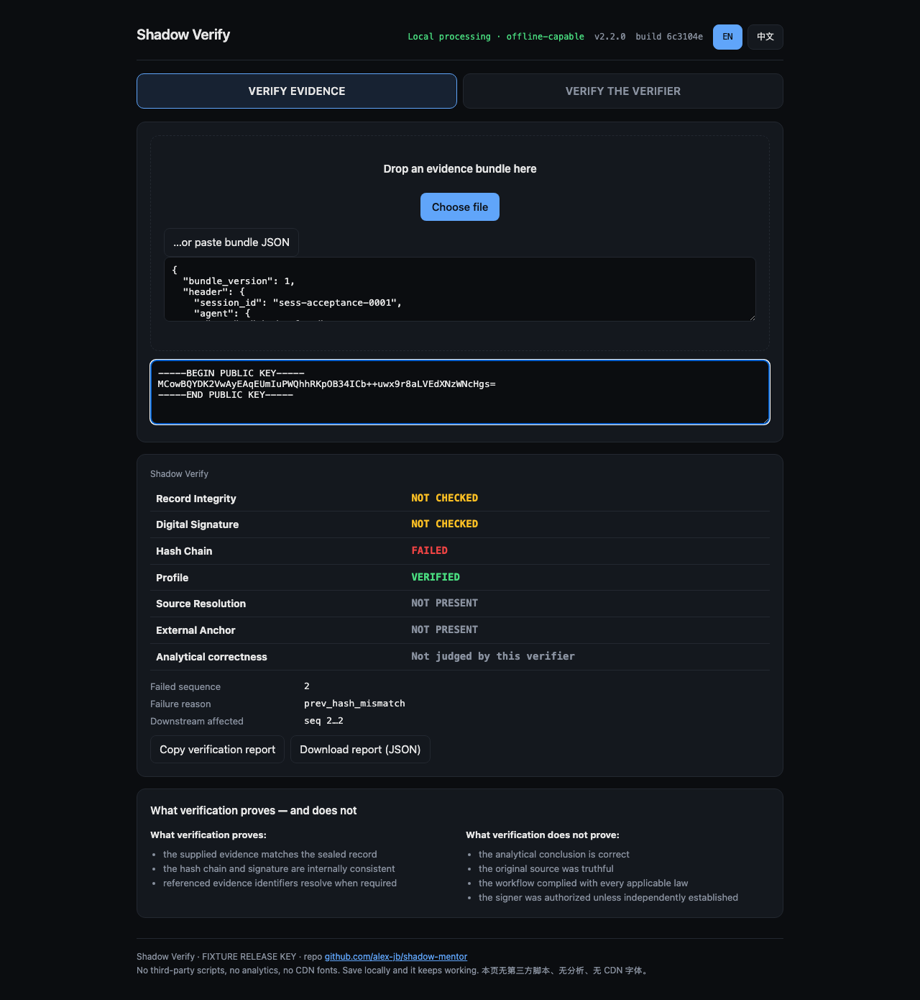 Shadow Verify
Local processing · offline-capable v2.2.0 build 6c3104e EN 中文
VERIFY EVIDENCE
VERIFY THE VERIFIER
Drop an evidence bundle here
Choose file
…or paste bundle JSON
{
"bundle_version": 1,
"header": {
"session_id": "sess-acceptance-0001",
"agent": {
-----BEGIN PUBLIC KEY-----
MCowBQYDK2VwAyEAqEUmIuPWQhhRKpOB34ICb++uwx9r8aLVEdXNzWNcHgs=
-----END PUBLIC KEY-----
Shadow Verify
Record Integrity NOT CHECKED
Digital Signature NOT CHECKED
Hash Chain FAILED
Profile VERIFIED
Source Resolution NOT PRESENT
External Anchor NOT PRESENT
Analytical correctness Not judged by this verifier
Failed sequence 2
Failure reason prev_hash_mismatch
Downstream affected seq 2…2
Copy verification report
Download report (JSON)
What verification proves — and does not
What verification proves:
• the supplied evidence matches the sealed record
• the hash chain and signature are internally consistent
• referenced evidence identifiers resolve when required
What verification does not prove:
• the analytical conclusion is correct
• the original source was truthful
• the workflow complied with every applicable law
• the signer was authorized unless independently established
Shadow Verify · FIXTURE RELEASE KEY · repo github.com/alex-jb/shadow-mentor
No third-party scripts, no analytics, no CDN fonts. Save locally and it keeps working. 本页无第三方脚本、无分析、无 CDN 字体。